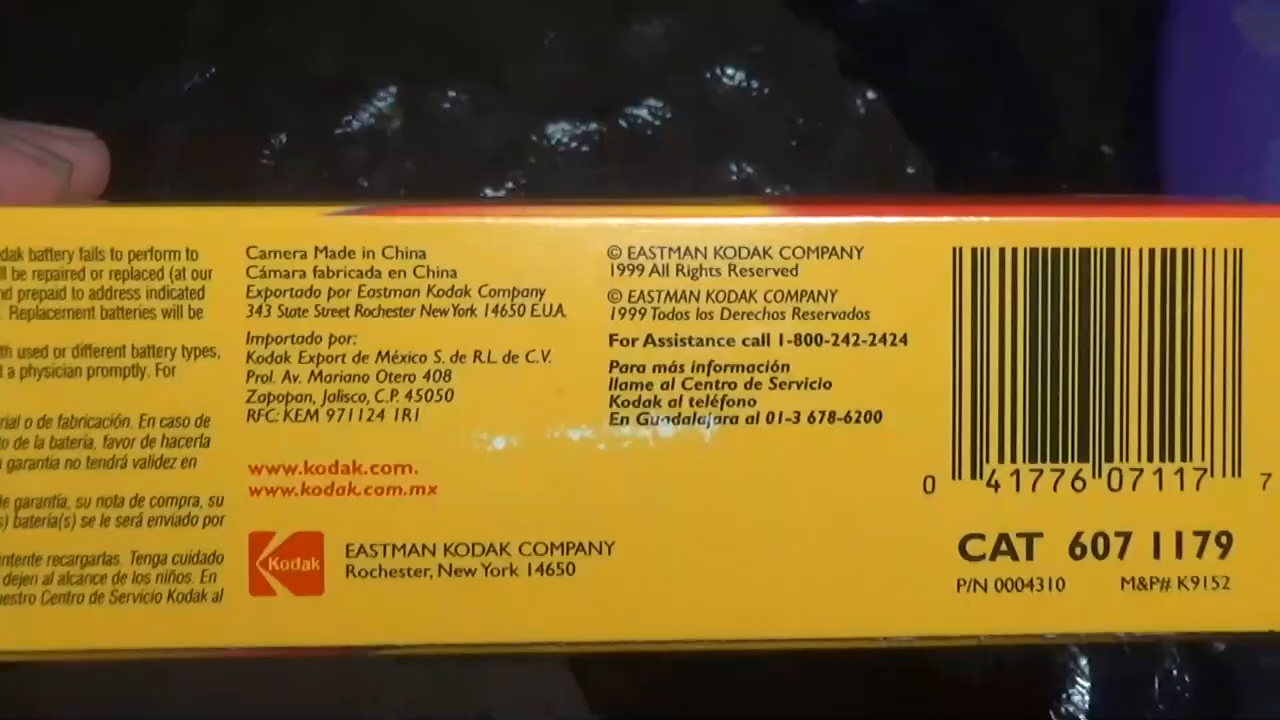 dak battery fails to perform to
ll be repaired or replaced (at our
nd prepaid to address indicated
. Replacement batteries will be
th used or different battery types,
l a physician promptly. For
rial o de fabricación. En caso de
to de la batería, favor de hacerla
garantía no tendrá validez en
de garantía, su nota de compra, su
s) batería(s) se le será enviado por
intente recargarlas. Tenga cuidado
dejen al alcance de los niños. En
uestro Centro de Servicio Kodak al
Camera Made in China
Cámara fabricada en China
Exportado por Eastman Kodak Company
343 State Street Rochester New York 14650 E.U.A.
Importado por:
Kodak Export de México S. de R.L. de C.V.
Prol. Av. Mariano Otero 408
Zapopan, Jalisco, C.P. 45050
RFC: KEM 971124 1R1
www.kodak.com.
www.kodak.com.mx
Kodak
EASTMAN KODAK COMPANY
Rochester, New York 14650
© EASTMAN KODAK COMPANY
1999 All Rights Reserved
© EASTMAN KODAK COMPANY
1999 Todos los Derechos Reservados
For Assistance call 1-800-242-2424
Para más información
llame al Centro de Servicio
Kodak al teléfono
En Guadalajara al 01-3 678-6200
0 41776 07117 7
CAT 607 1179
P/N 0004310 M&P# K9152